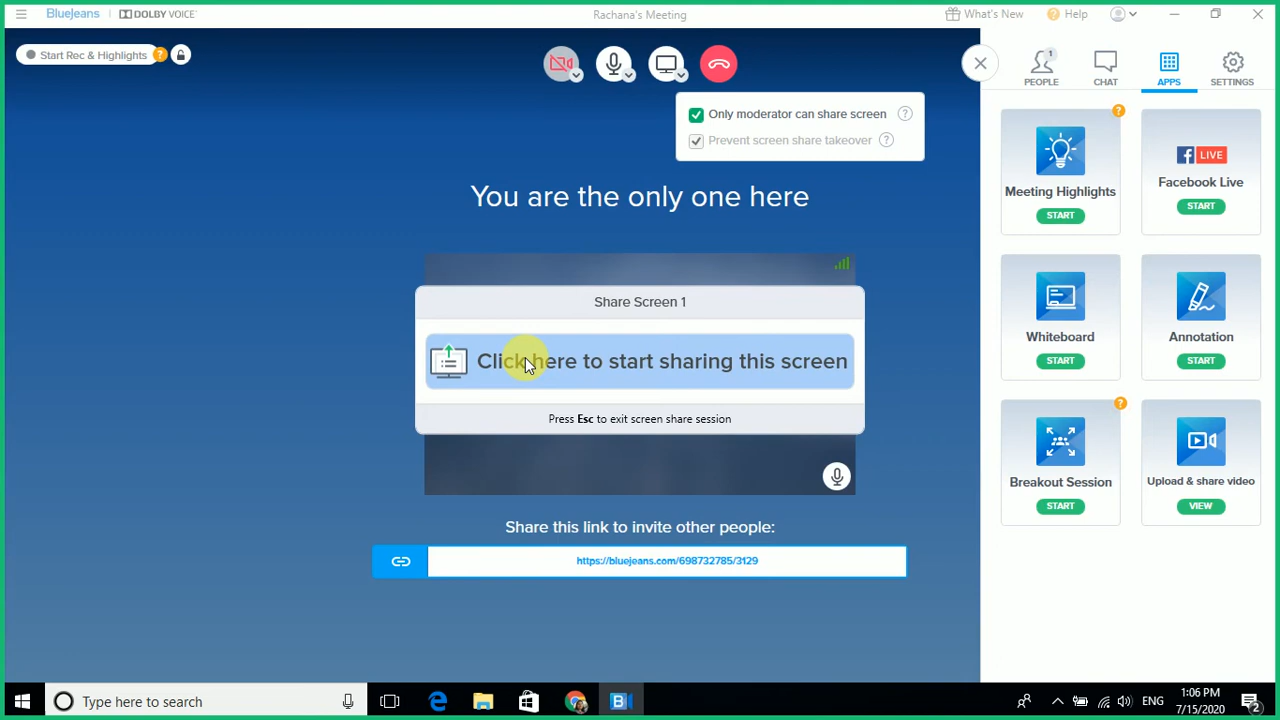 BlueJeans DOLBY VOICE
Rachana's Meeting
What's New
? Help
Start Rec & Highlights ?
1
PEOPLE
CHAT
APPS
SETTINGS
Only moderator can share screen ?
Prevent screen share takeover ?
You are the only one here
Share Screen 1
Click here to start sharing this screen
Press Esc to exit screen share session
Share this link to invite other people:
https://bluejeans.com/698732785/3129
?
Meeting Highlights
START
LIVE
Facebook Live
START
Whiteboard
START
Annotation
START
?
Breakout Session
START
Upload & share video
VIEW
Type here to search
ENG
1:06 PM
7/15/2020
2